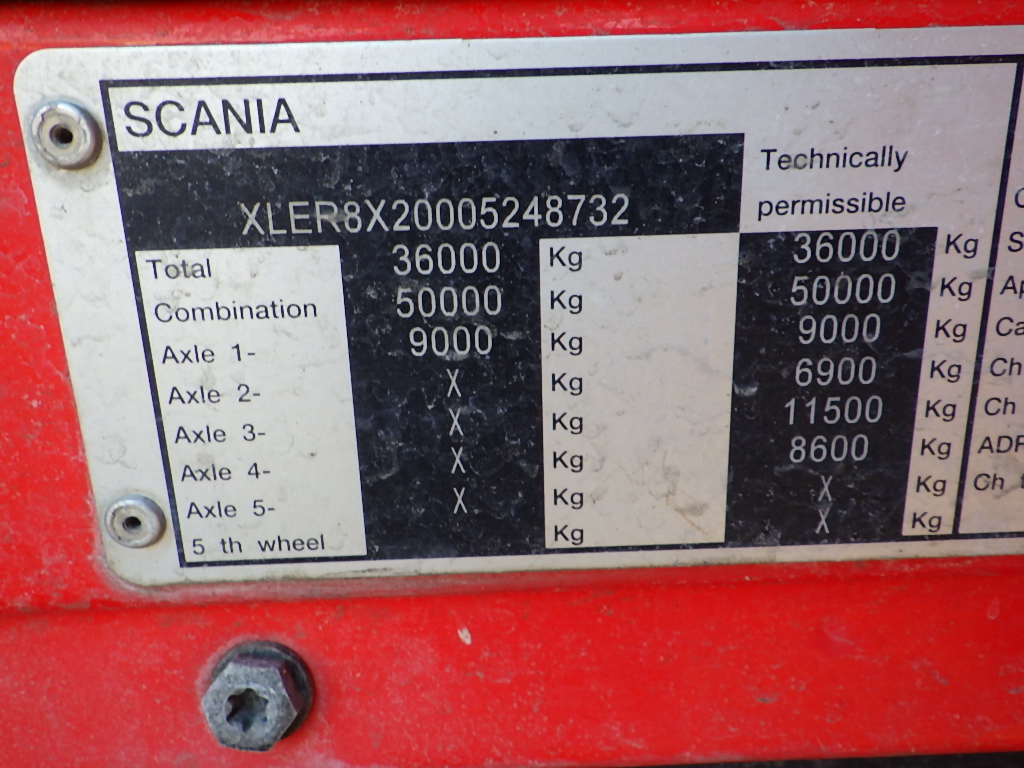 SCANIA
Technically
permissible
XLER8X20005248732
Total 36000 Kg 36000 Kg
Combination 50000 Kg 50000 Kg
Axle 1- 9000 Kg 9000 Kg
Axle 2- X Kg 6900 Kg
Axle 3- X Kg 11500 Kg
Axle 4- X Kg 8600 Kg
Axle 5- X Kg X Kg
5 th wheel Kg X Kg